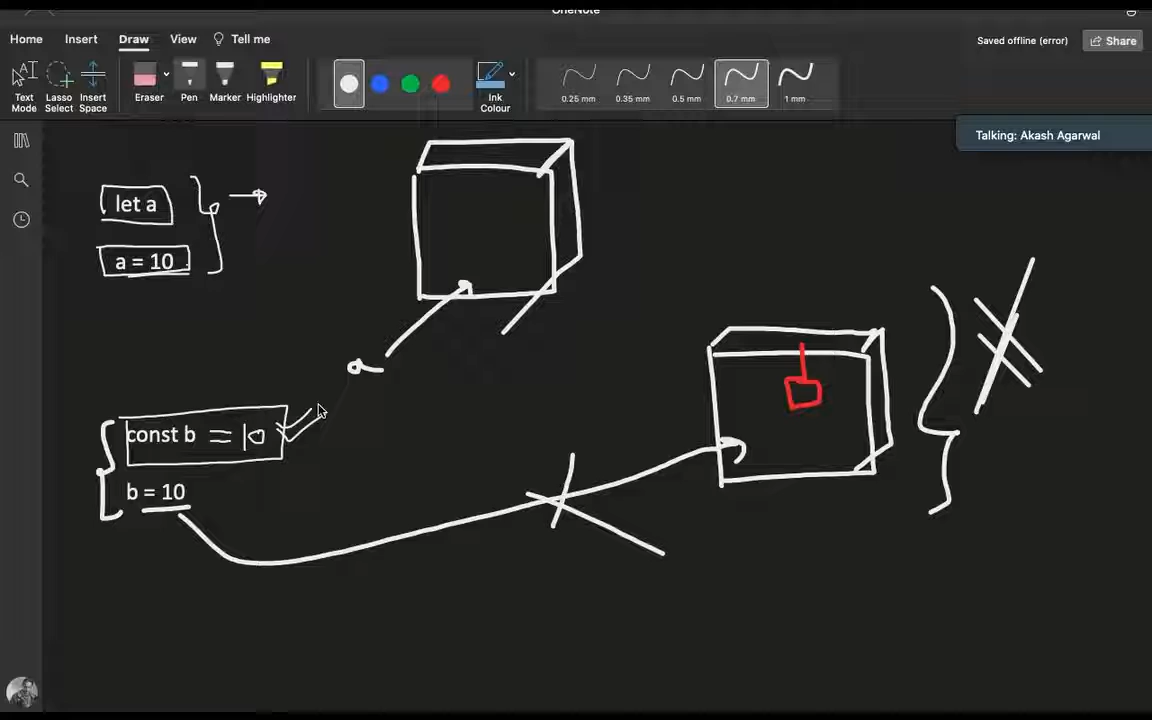 OneNote
Home Insert Draw View Tell me
Saved offline (error) Share
Text Mode
Lasso Select
Insert Space
Eraser
Pen
Marker
Highlighter
Ink Colour
0.25 mm
0.35 mm
0.5 mm
0.7 mm
1 mm
Talking: Akash Agarwal
let a
a = 10
a
const b = 10
b = 10